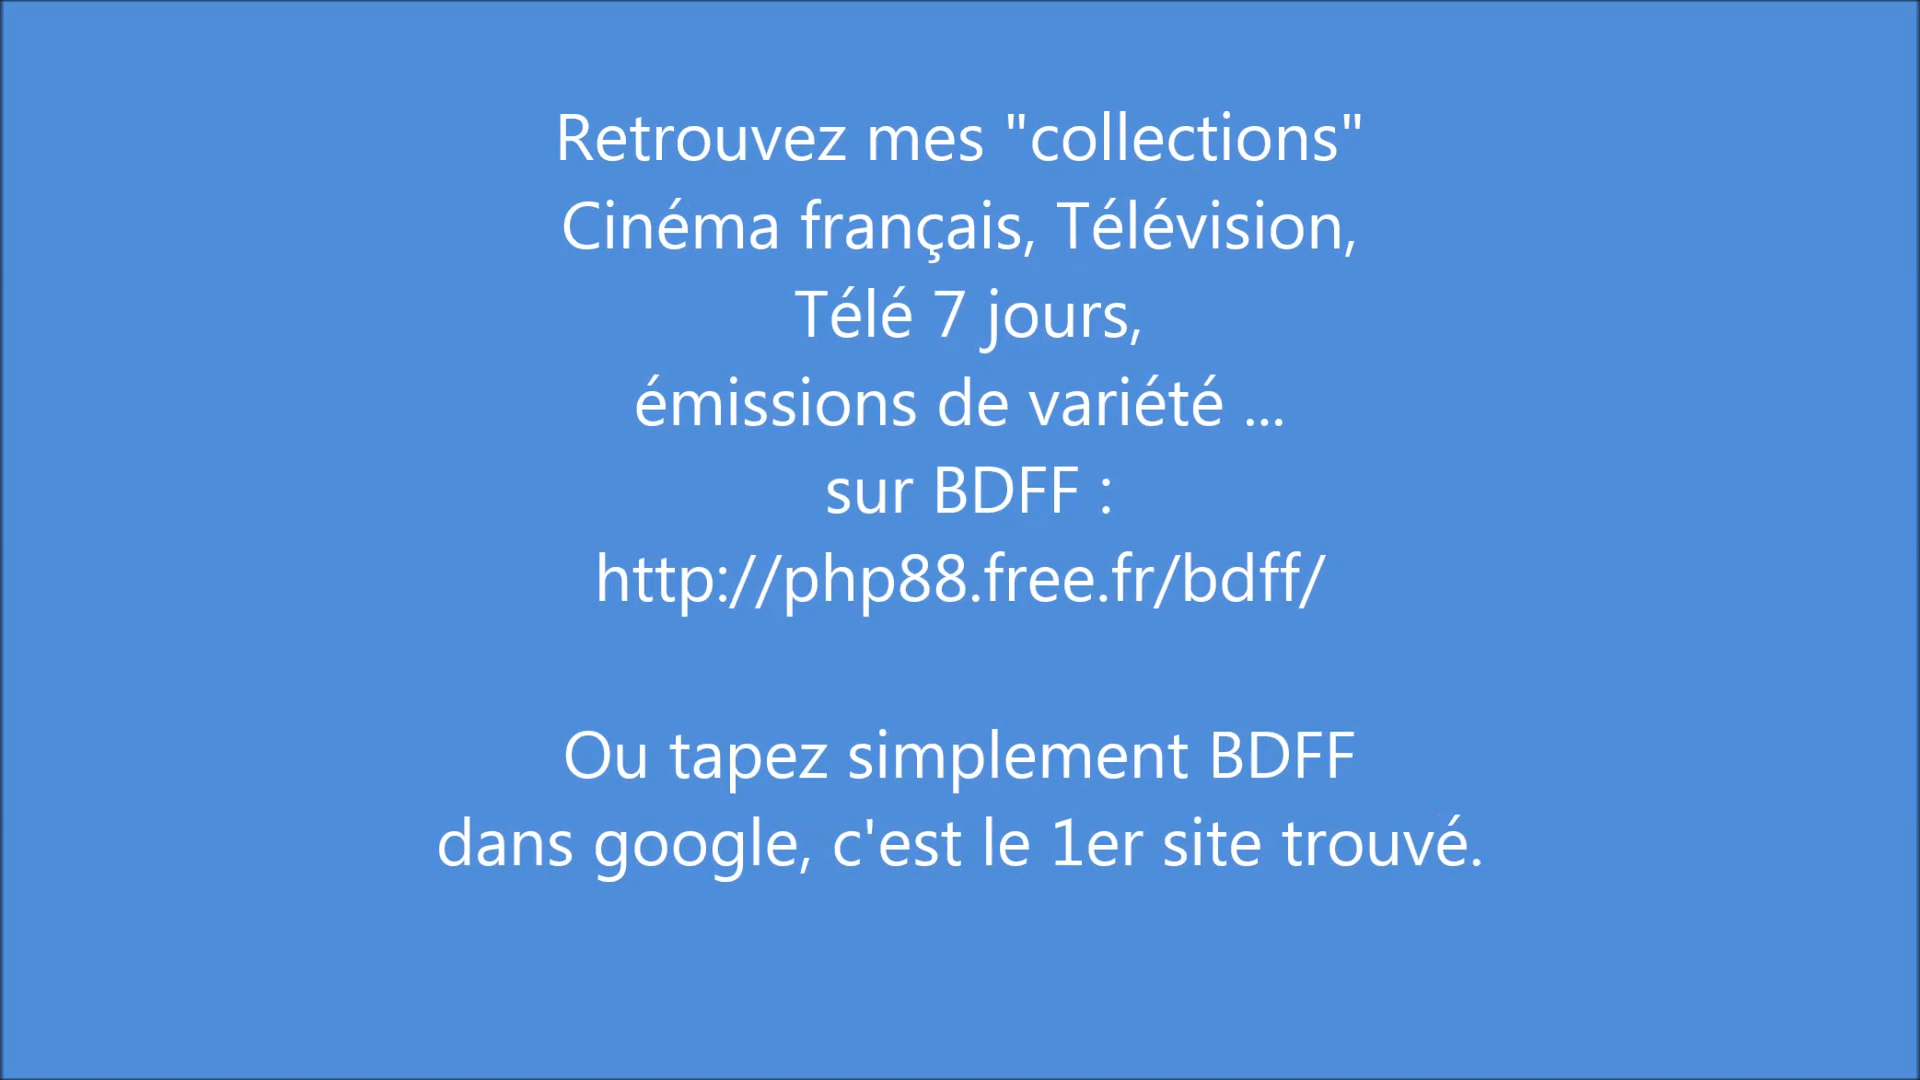 Retrouvez mes "collections"
Cinéma français, Télévision,
Télé 7 jours,
émissions de variété ...
sur BDFF :
http://php88.free.fr/bdff/
Ou tapez simplement BDFF
dans google, c'est le 1er site trouvé.